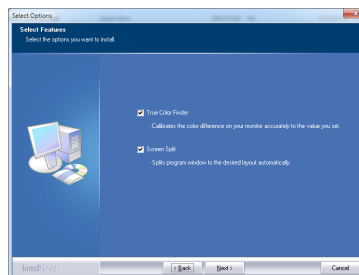 Select Options
Select Features
Select the options you want to install.
True Color Finder
- Calibrates the color difference on your monitor accurately to the value you set.
Screen Split
- Splits program window to the desired layout automatically.
InstallShield
< Back
Next >
Cancel